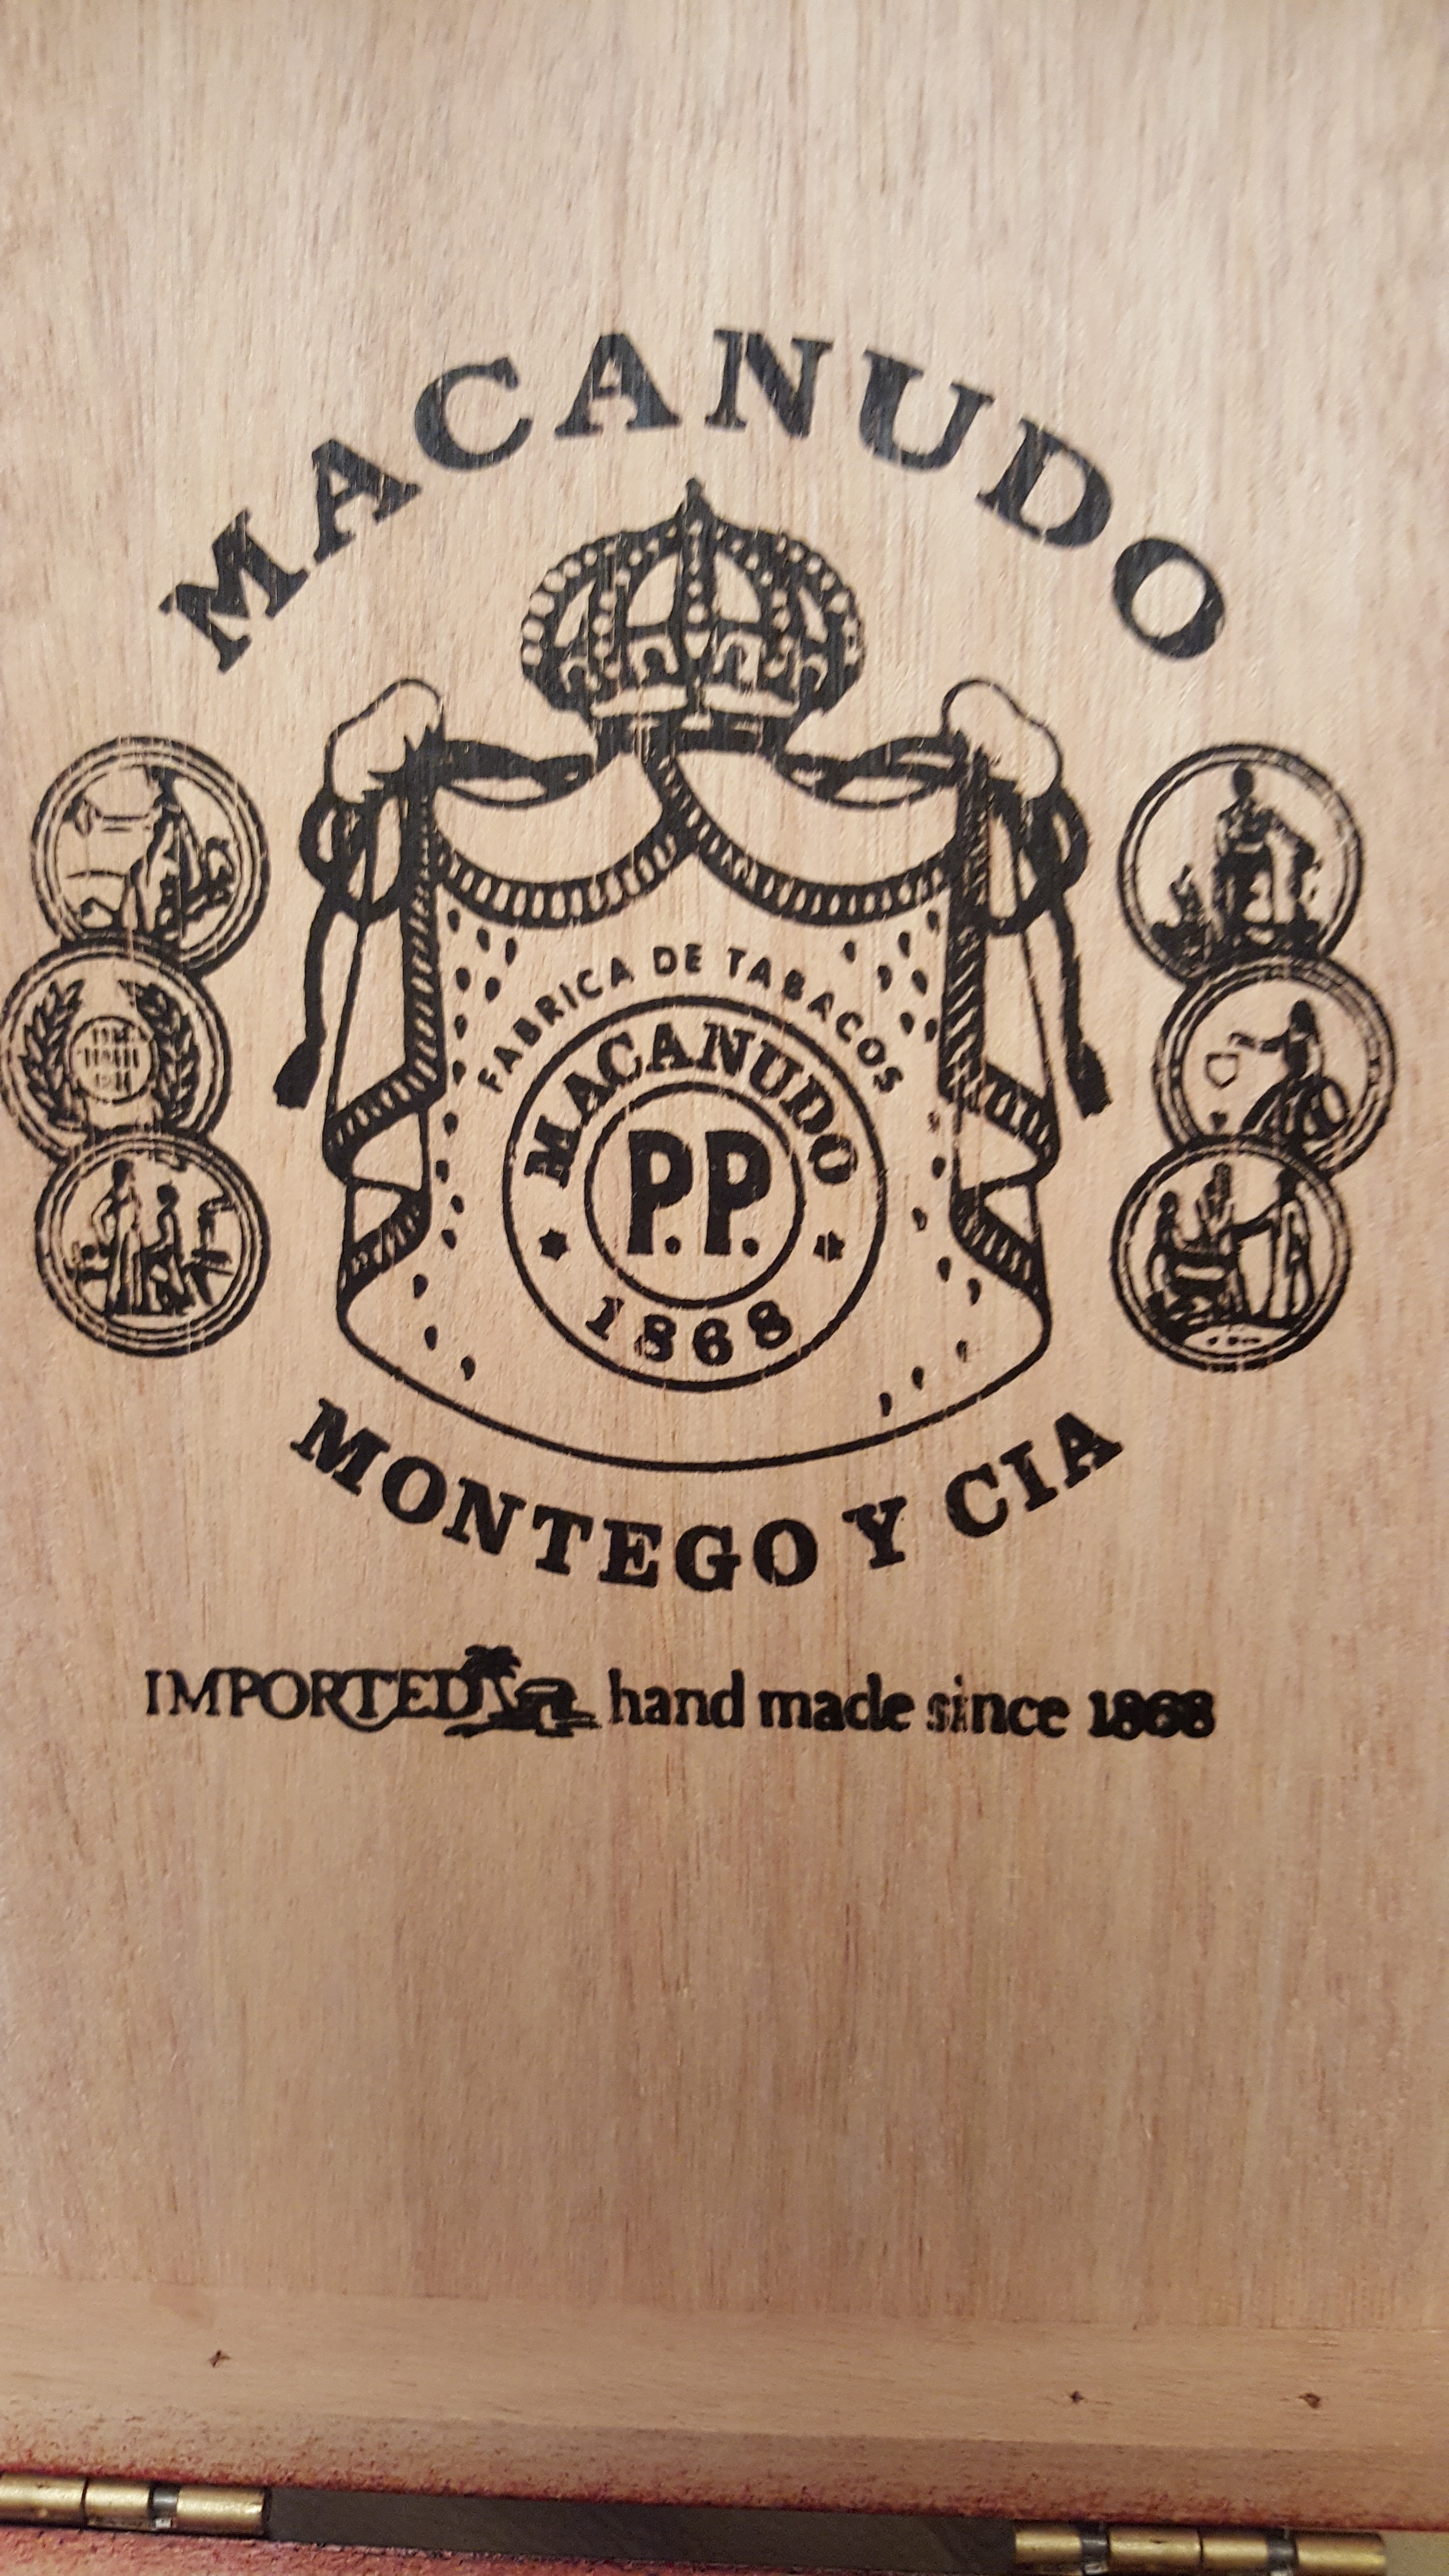 MACANUDO
FABRICA DE TABACOS
MACANUDO
P.P.
1868
MONTEGO Y CIA
IMPORTED hand made since 1868